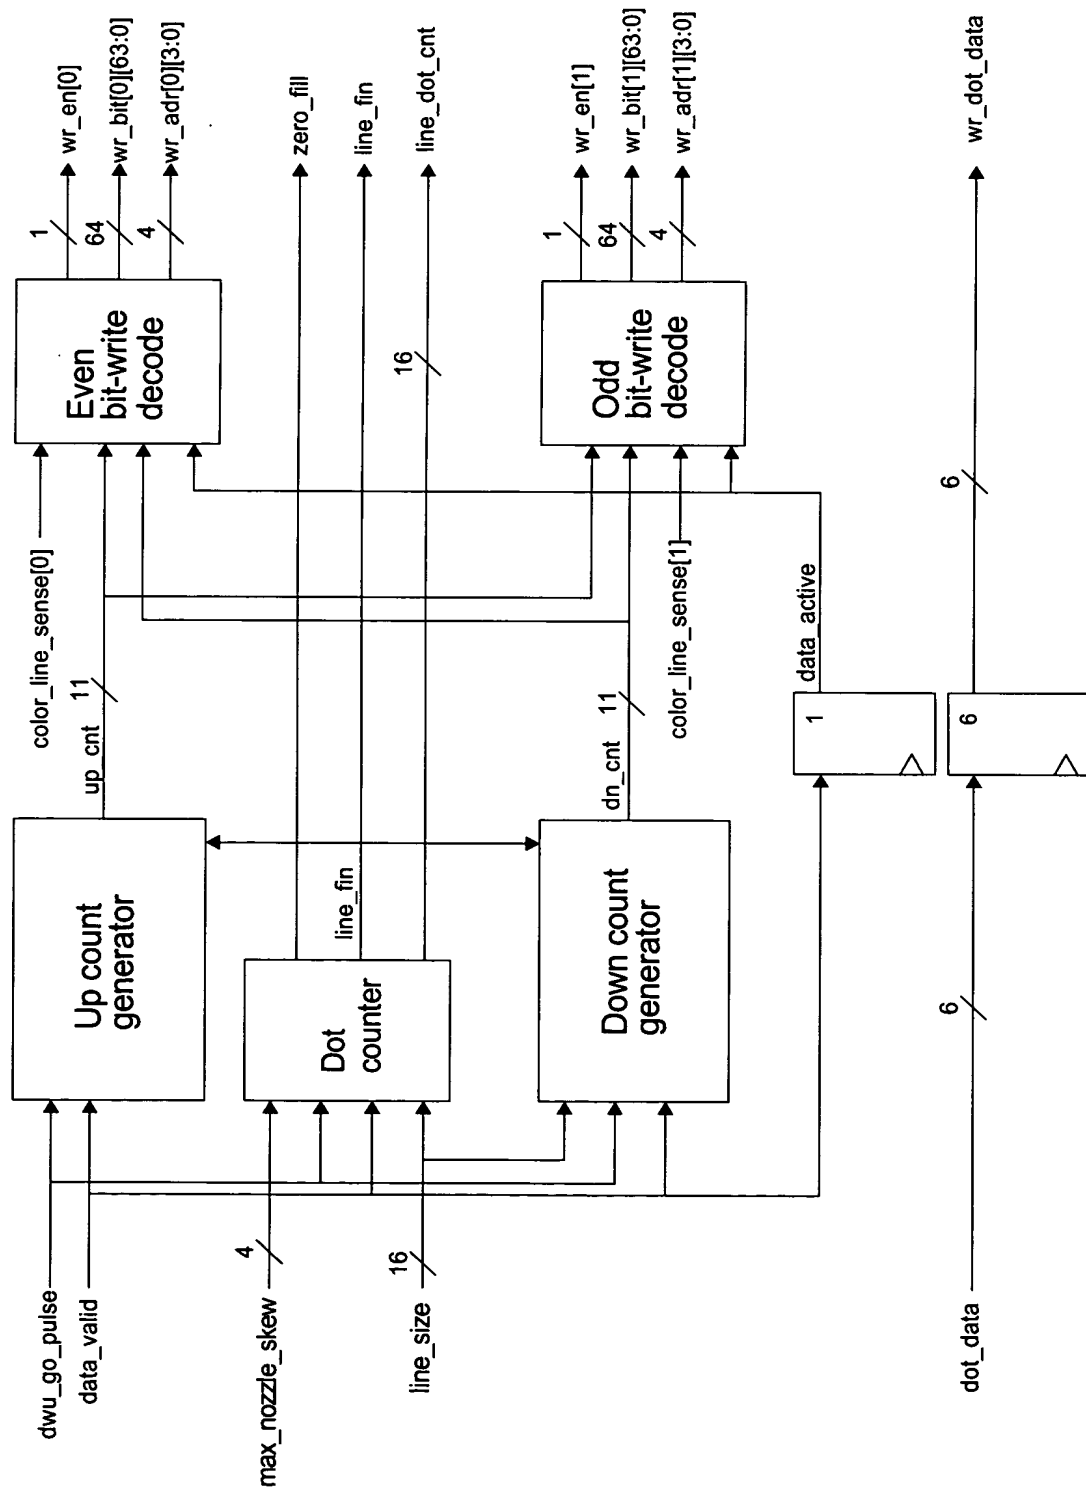 dwu_go_pulse
data_valid
max_nozzle_skew
4
line_size
16
dot_data
6
Up count
generator
Dot
counter
Down count
generator
up_cnt
11
line_fin
dn_cnt
11
color_line_sense[0]
color_line_sense[1]
1
data_active
6
Even
bit-write
decode
Odd
bit-write
decode
16
6
1
64
4
wr_en[0]
wr_bit[0][63:0]
wr_adr[0][3:0]
zero_fill
line_fin
line_dot_cnt
1
64
4
wr_en[1]
wr_bit[1][63:0]
wr_adr[1][3:0]
wr_dot_data